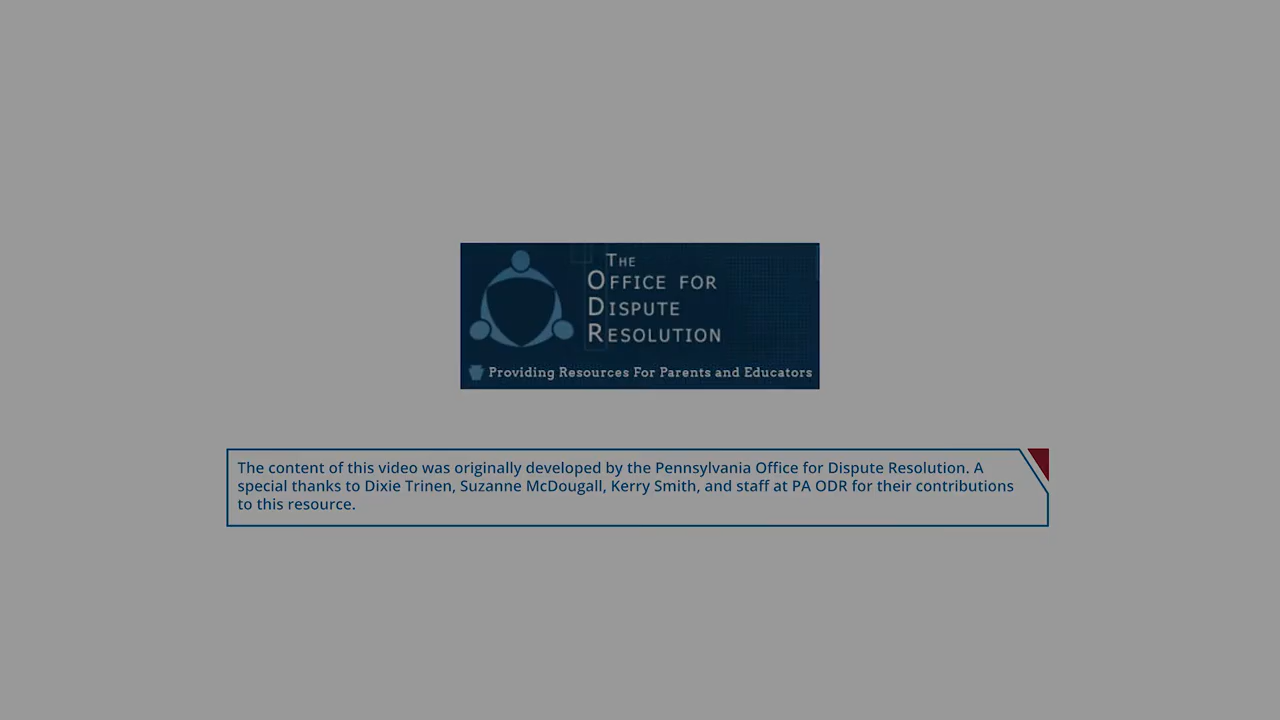 THE
OFFICE FOR
DISPUTE
RESOLUTION
Providing Resources For Parents and Educators
The content of this video was originally developed by the Pennsylvania Office for Dispute Resolution. A
special thanks to Dixie Trinen, Suzanne McDougall, Kerry Smith, and staff at PA ODR for their contributions
to this resource.